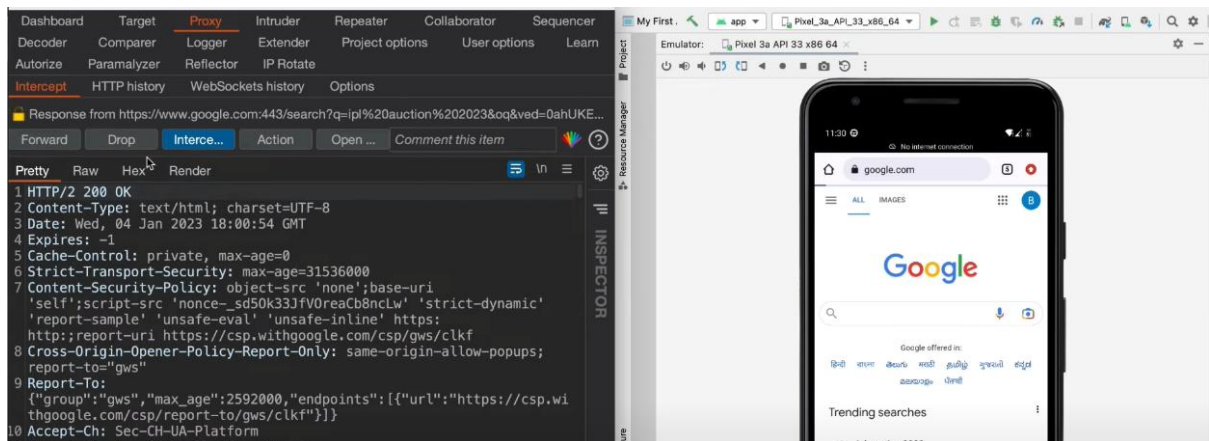 Dashboard Target Proxy Intruder Repeater Collaborator Sequencer
Decoder Comparer Logger Extender Project options User options Learn
Autorize Paramalyzer Reflector IP Rotate
Intercept HTTP history WebSockets history Options
Response from https://www.google.com:443/search?q=ipl%20auction%202023&oq&ved=0ahUKE...
Forward Drop Interce... Action Open ... Comment this item
Pretty Raw Hex Render \n
1 HTTP/2 200 OK
2 Content-Type: text/html; charset=UTF-8
3 Date: Wed, 04 Jan 2023 18:00:54 GMT
4 Expires: -1
5 Cache-Control: private, max-age=0
6 Strict-Transport-Security: max-age=31536000
7 Content-Security-Policy: object-src 'none';base-uri
'self';script-src 'nonce-_sd5Ok33JfVOreaCb8ncLw' 'strict-dynamic'
'report-sample' 'unsafe-eval' 'unsafe-inline' https:
http:;report-uri https://csp.withgoogle.com/csp/gws/clkf
8 Cross-Origin-Opener-Policy-Report-Only: same-origin-allow-popups;
report-to="gws"
9 Report-To:
{"group":"gws","max_age":2592000,"endpoints":[{"url":"https://csp.wi
thgoogle.com/csp/report-to/gws/clkf"}]}
10 Accept-Ch: Sec-CH-UA-Platform
INSPECTOR
My First. app Pixel_3a_API_33_x86_64
Project
Resource Manager
Emulator: Pixel 3a API 33 x86 64
11:30
No internet connection
google.com
ALL IMAGES B
Google
Google offered in:
हिन्दी বাংলা తెలుగు मराठी தமிழ் ગુજરાતી ಕನ್ನಡ
മലയാളം ਪੰਜਾਬੀ
Trending searches